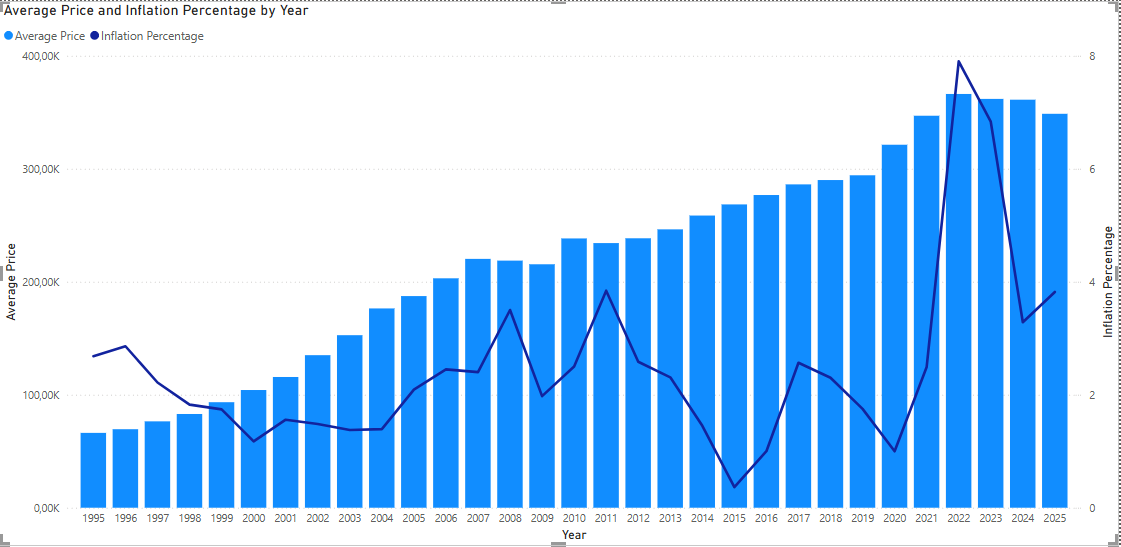 Average Price and Inflation Percentage by Year
Average Price Inflation Percentage
400,00K
300,00K
200,00K
100,00K
0,00K
Average Price
8
6
4
2
0
Inflation Percentage
1995 1996 1997 1998 1999 2000 2001 2002 2003 2004 2005 2006 2007 2008 2009 2010 2011 2012 2013 2014 2015 2016 2017 2018 2019 2020 2021 2022 2023 2024 2025
Year